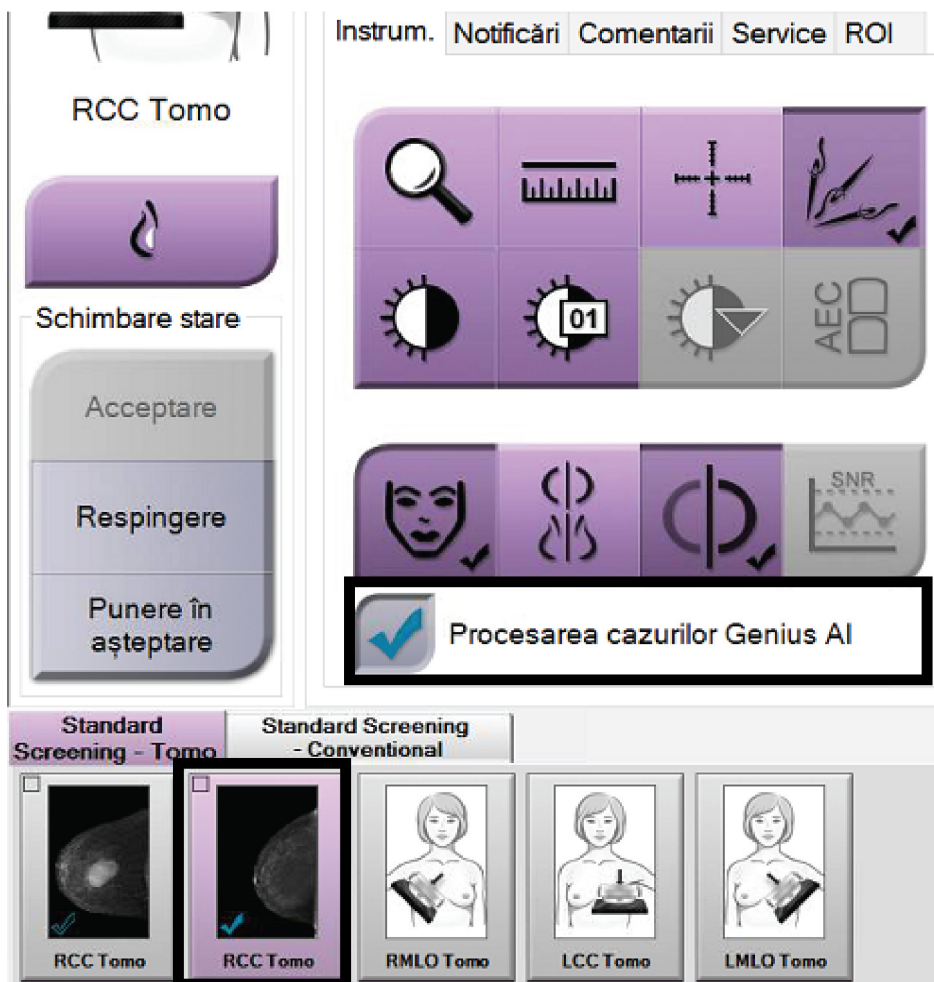 RCC Tomo
Schimbare stare
Acceptare
Respingere
Punere în
așteptare
Instrum. Notificări Comentarii Service ROI
01
AEC
SNR
Procesarea cazurilor Genius AI
Standard
Screening - Tomo
Standard Screening
- Conventional
RCC Tomo
RCC Tomo
RMLO Tomo
LCC Tomo
LMLO Tomo